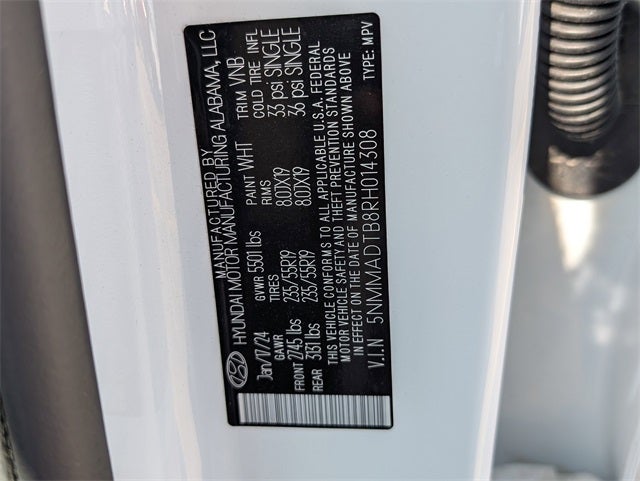 MANUFACTURED BY
HYUNDAI MOTOR MANUFACTURING ALABAMA, LLC
Jan/17/24 GVWR 5501 lbs PAINT WHT TRIM VNB
GAWR TIRES RIMS COLD TIRE INFL
FRONT 2745 lbs 235/55R19 8.0JX19 33 psi SINGLE
REAR 3131 lbs 235/55R19 8.0JX19 36 psi SINGLE
THIS VEHICLE CONFORMS TO ALL APPLICABLE U.S.A. FEDERAL
MOTOR VEHICLE SAFETY AND THEFT PREVENTION STANDARDS
IN EFFECT ON THE DATE OF MANUFACTURE SHOWN ABOVE
V.I.N 5NMMADTB8RH014308 TYPE: MPV